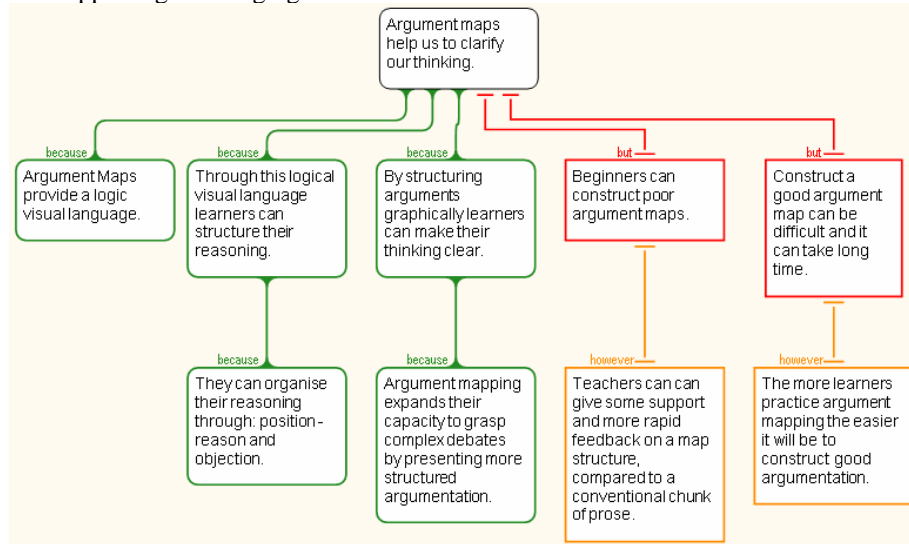 Argument maps
help us to clarify
our thinking.
because
because
because
but
but
Argument Maps
provide a logic
visual language.
Through this logical
visual language
learners can
structure their
reasoning.
By structuring
arguments
graphically learners
can make their
thinking clear.
Beginners can
construct poor
argument maps.
Construct a
good argument
map can be
difficult and it
can take long
time.
because
because
however
however
They can organise
their reasoning
through: position-
reason and
objection.
Argument mapping
expands their
capacity to grasp
complex debates
by presenting more
structured
argumentation.
Teachers can can
give some support
and more rapid
feedback on a map
structure,
compared to a
conventional chunk
of prose.
The more learners
practice argument
mapping the easier
it will be to
construct good
argumentation.